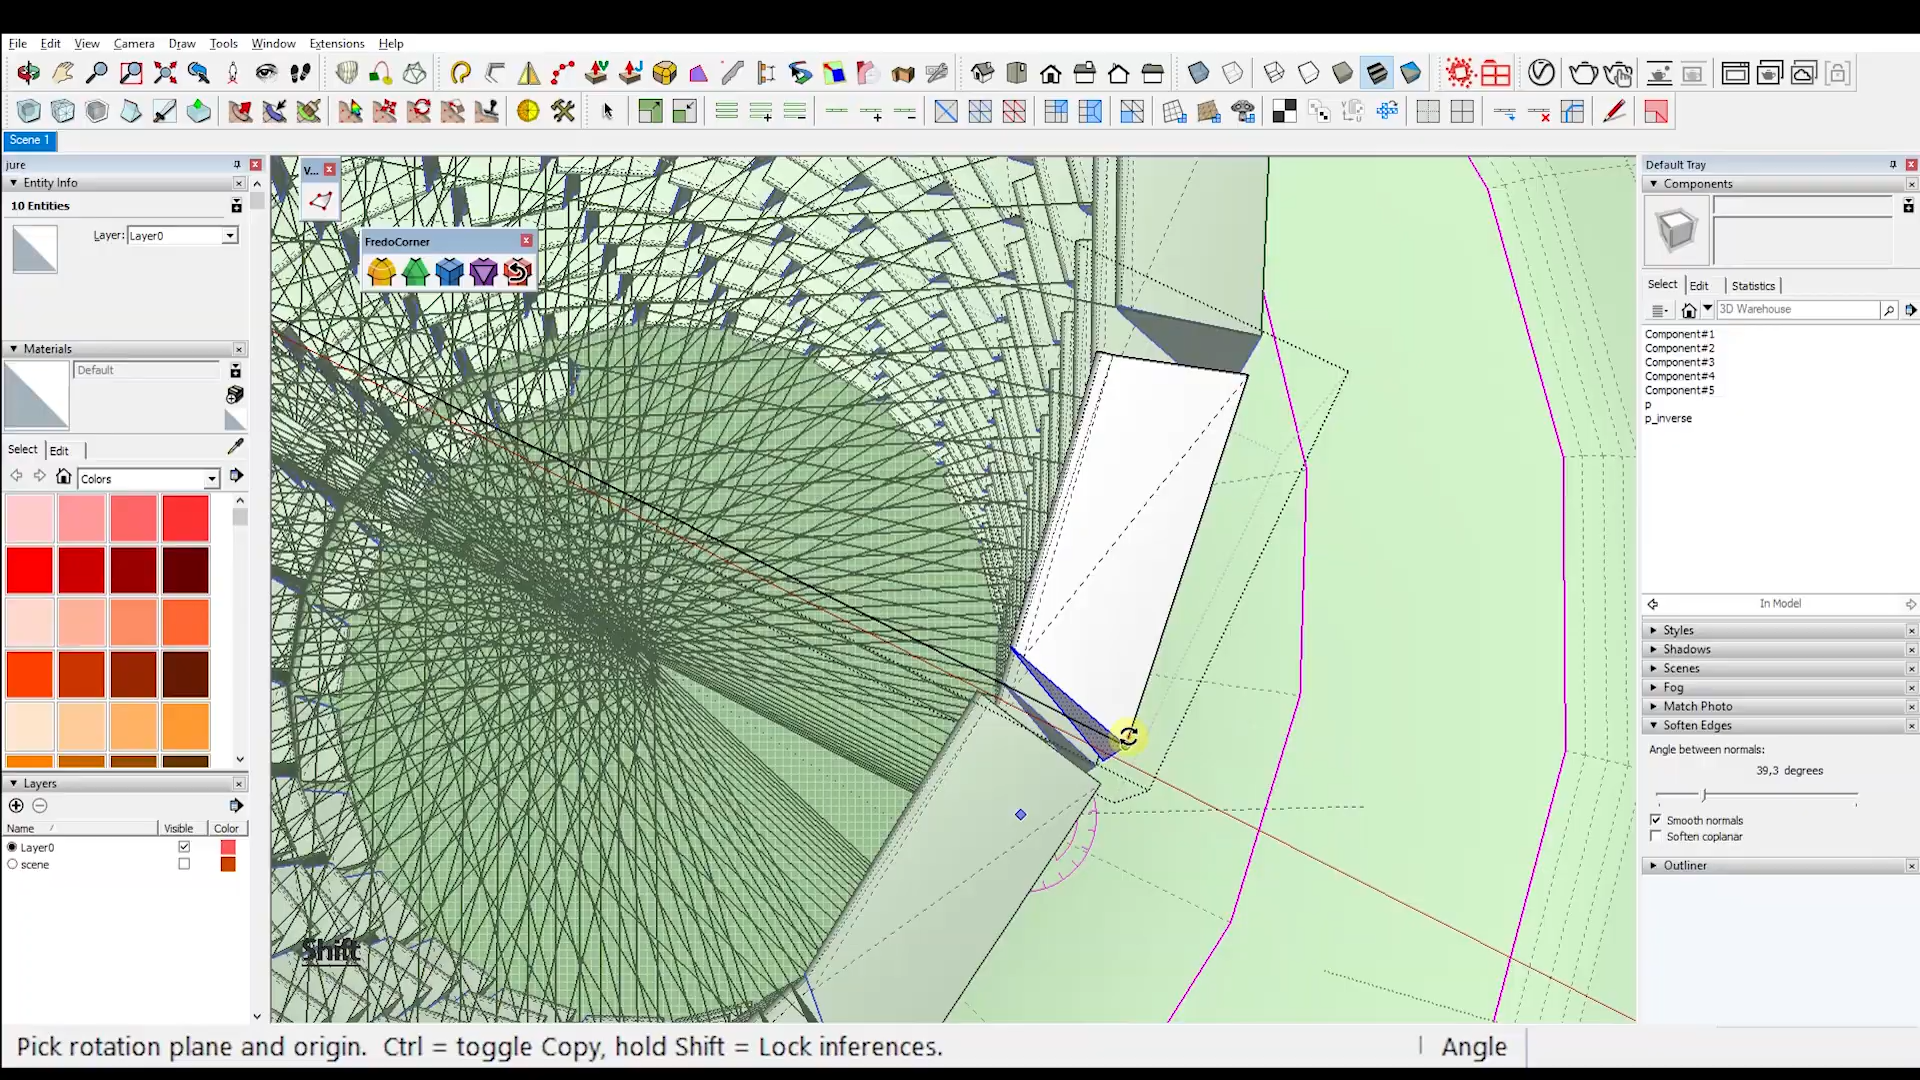 File Edit View Camera Draw Tools Window Extensions Help
Scene 1
jure
Entity Info
10 Entities
Layer: Layer0
Materials
Default
Select Edit
Colors
Layers
Name Visible Color
Layer0
scene
V...
FredoCorner
Shift
Default Tray
Components
Select Edit Statistics
3D Warehouse
Component#1
Component#2
Component#3
Component#4
Component#5
p
p_inverse
In Model
Styles
Shadows
Scenes
Fog
Match Photo
Soften Edges
Angle between normals:
39,3 degrees
Smooth normals
Soften coplanar
Outliner
Pick rotation plane and origin. Ctrl = toggle Copy, hold Shift = Lock inferences.
Angle